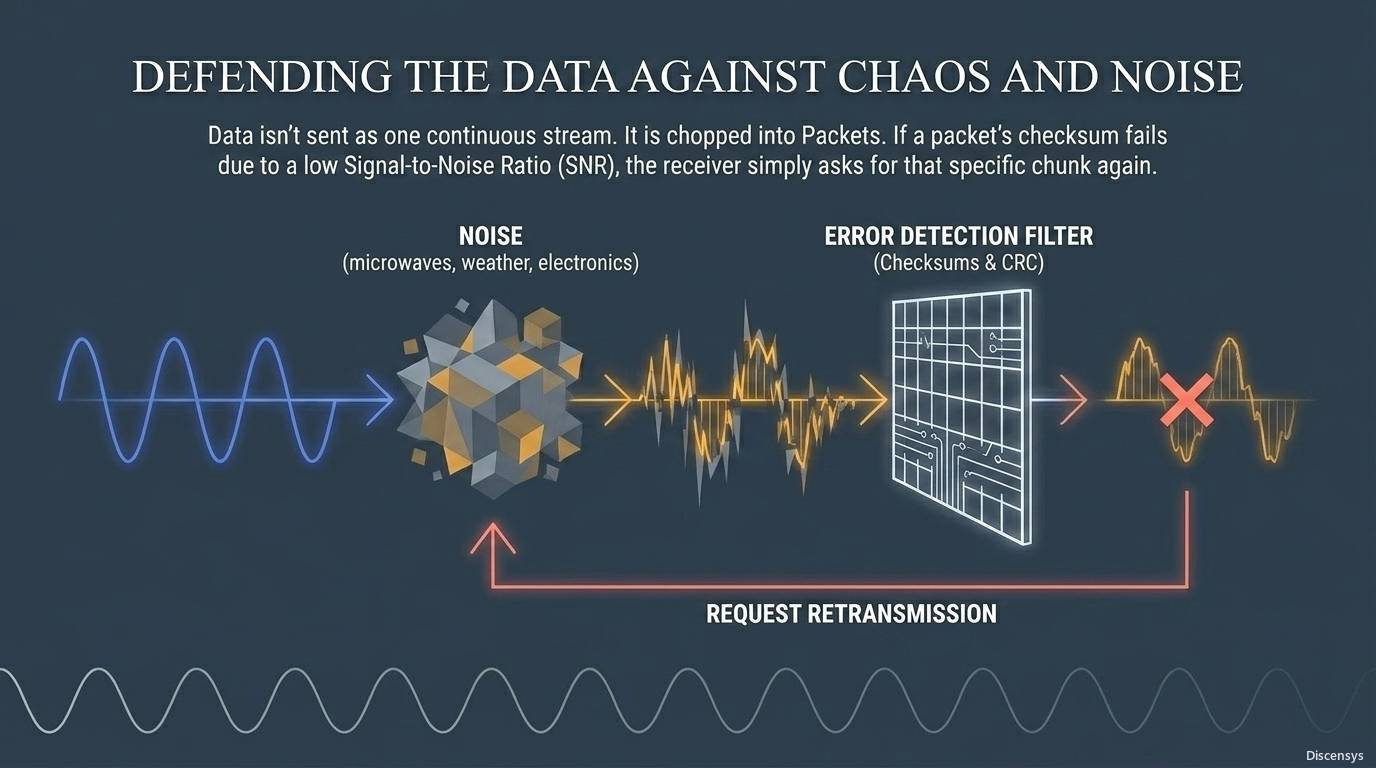 DEFENDING THE DATA AGAINST CHAOS AND NOISE
Data isn’t sent as one continuous stream. It is chopped into Packets. If a packet’s checksum fails
due to a low Signal-to-Noise Ratio (SNR), the receiver simply asks for that specific chunk again.
NOISE
(microwaves, weather, electronics)
ERROR DETECTION FILTER
(Checksums & CRC)
REQUEST RETRANSMISSION
Discensys